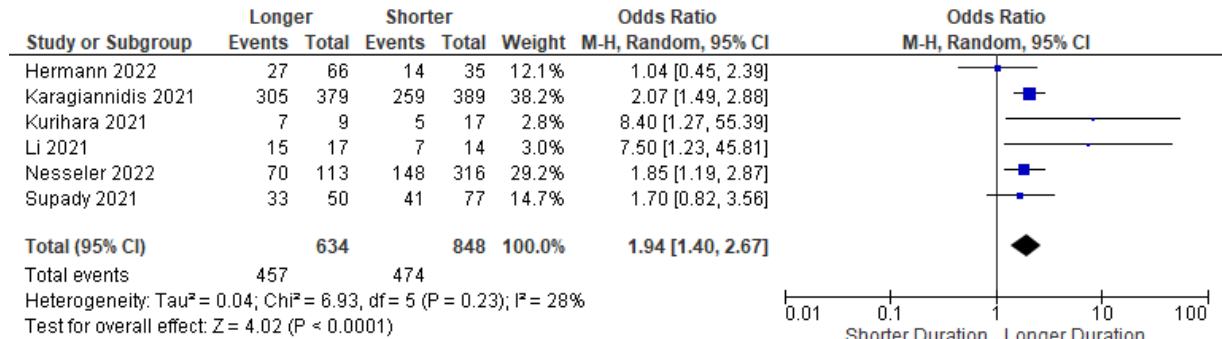 Longer Shorter Odds Ratio Odds Ratio
Study or Subgroup Events Total Events Total Weight M-H, Random, 95% CI M-H, Random, 95% CI
Hermann 2022 27 66 14 35 12.1% 1.04 [0.45, 2.39]
Karagiannidis 2021 305 379 259 389 38.2% 2.07 [1.49, 2.88]
Kurihara 2021 7 9 5 17 2.8% 8.40 [1.27, 55.39]
Li 2021 15 17 7 14 3.0% 7.50 [1.23, 45.81]
Nesseler 2022 70 113 148 316 29.2% 1.85 [1.19, 2.87]
Supady 2021 33 50 41 77 14.7% 1.70 [0.82, 3.56]
Total (95% CI) 634 848 100.0% 1.94 [1.40, 2.67]
Total events 457 474
Heterogeneity: Tau² = 0.04; Chi² = 6.93, df = 5 (P = 0.23); I² = 28%
Test for overall effect: Z = 4.02 (P < 0.0001)
0.01 0.1 1 10 100
Shorter Duration Longer Duration